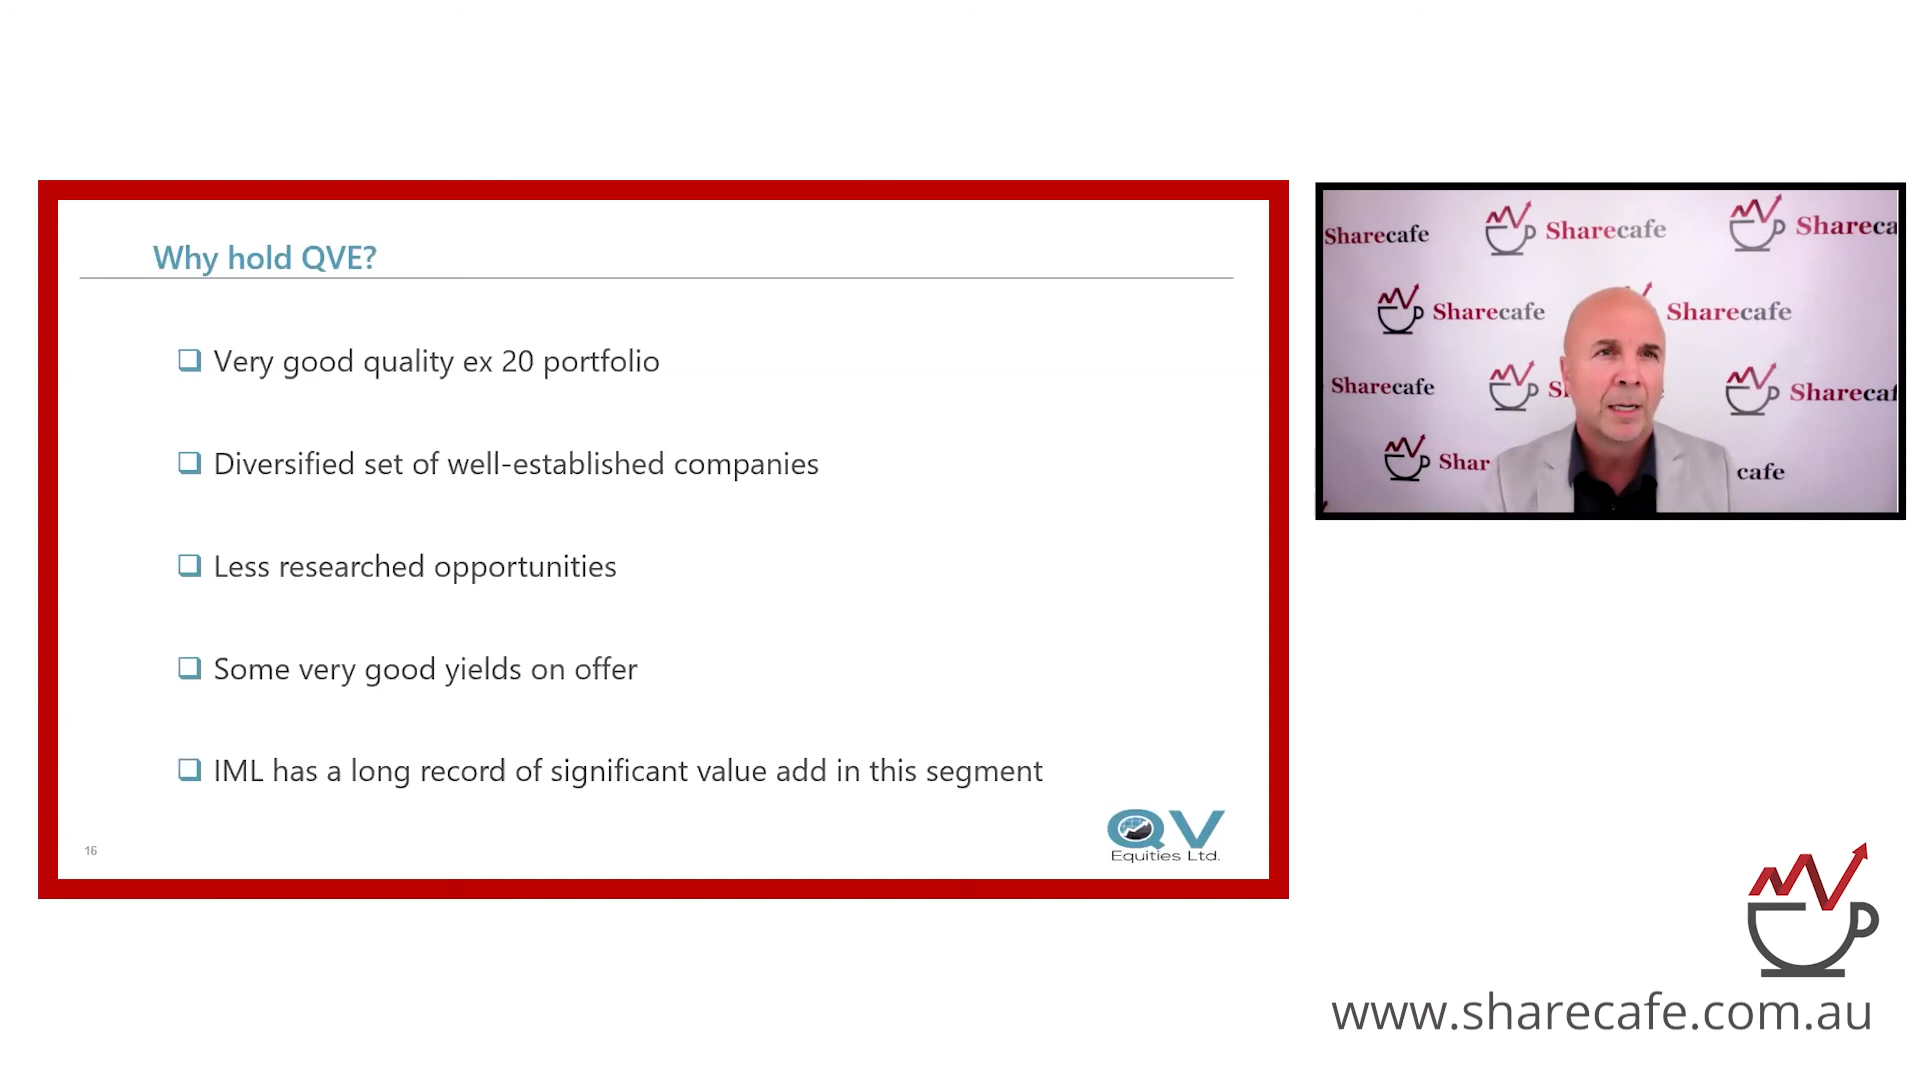 Why hold QVE?
Very good quality ex 20 portfolio
Diversified set of well-established companies
Less researched opportunities
Some very good yields on offer
IML has a long record of significant value add in this segment
16
QV
Equities Ltd.
Sharecafe Sharecafe Shareca
Sharecafe Sharecafe
Sharecafe S Sharecaf
Shar cafe
www.sharecafe.com.au